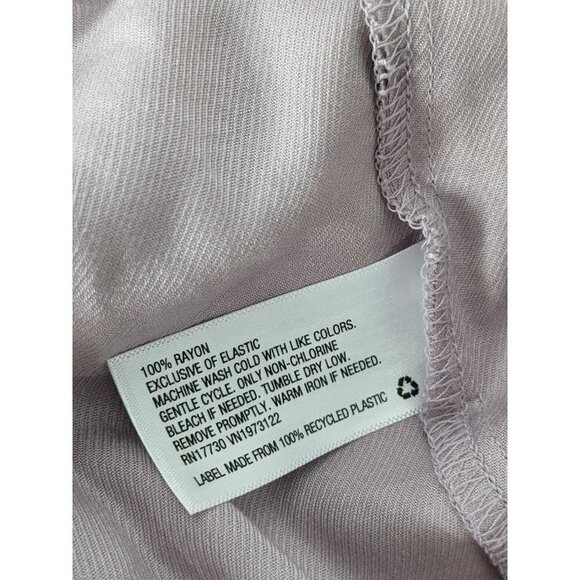 100% RAYON
EXCLUSIVE OF ELASTIC
MACHINE WASH COLD WITH LIKE COLORS.
GENTLE CYCLE. ONLY NON-CHLORINE
BLEACH IF NEEDED. TUMBLE DRY LOW.
REMOVE PROMPTLY. WARM IRON IF NEEDED.
RN17730 VN1973122
LABEL MADE FROM 100% RECYCLED PLASTIC